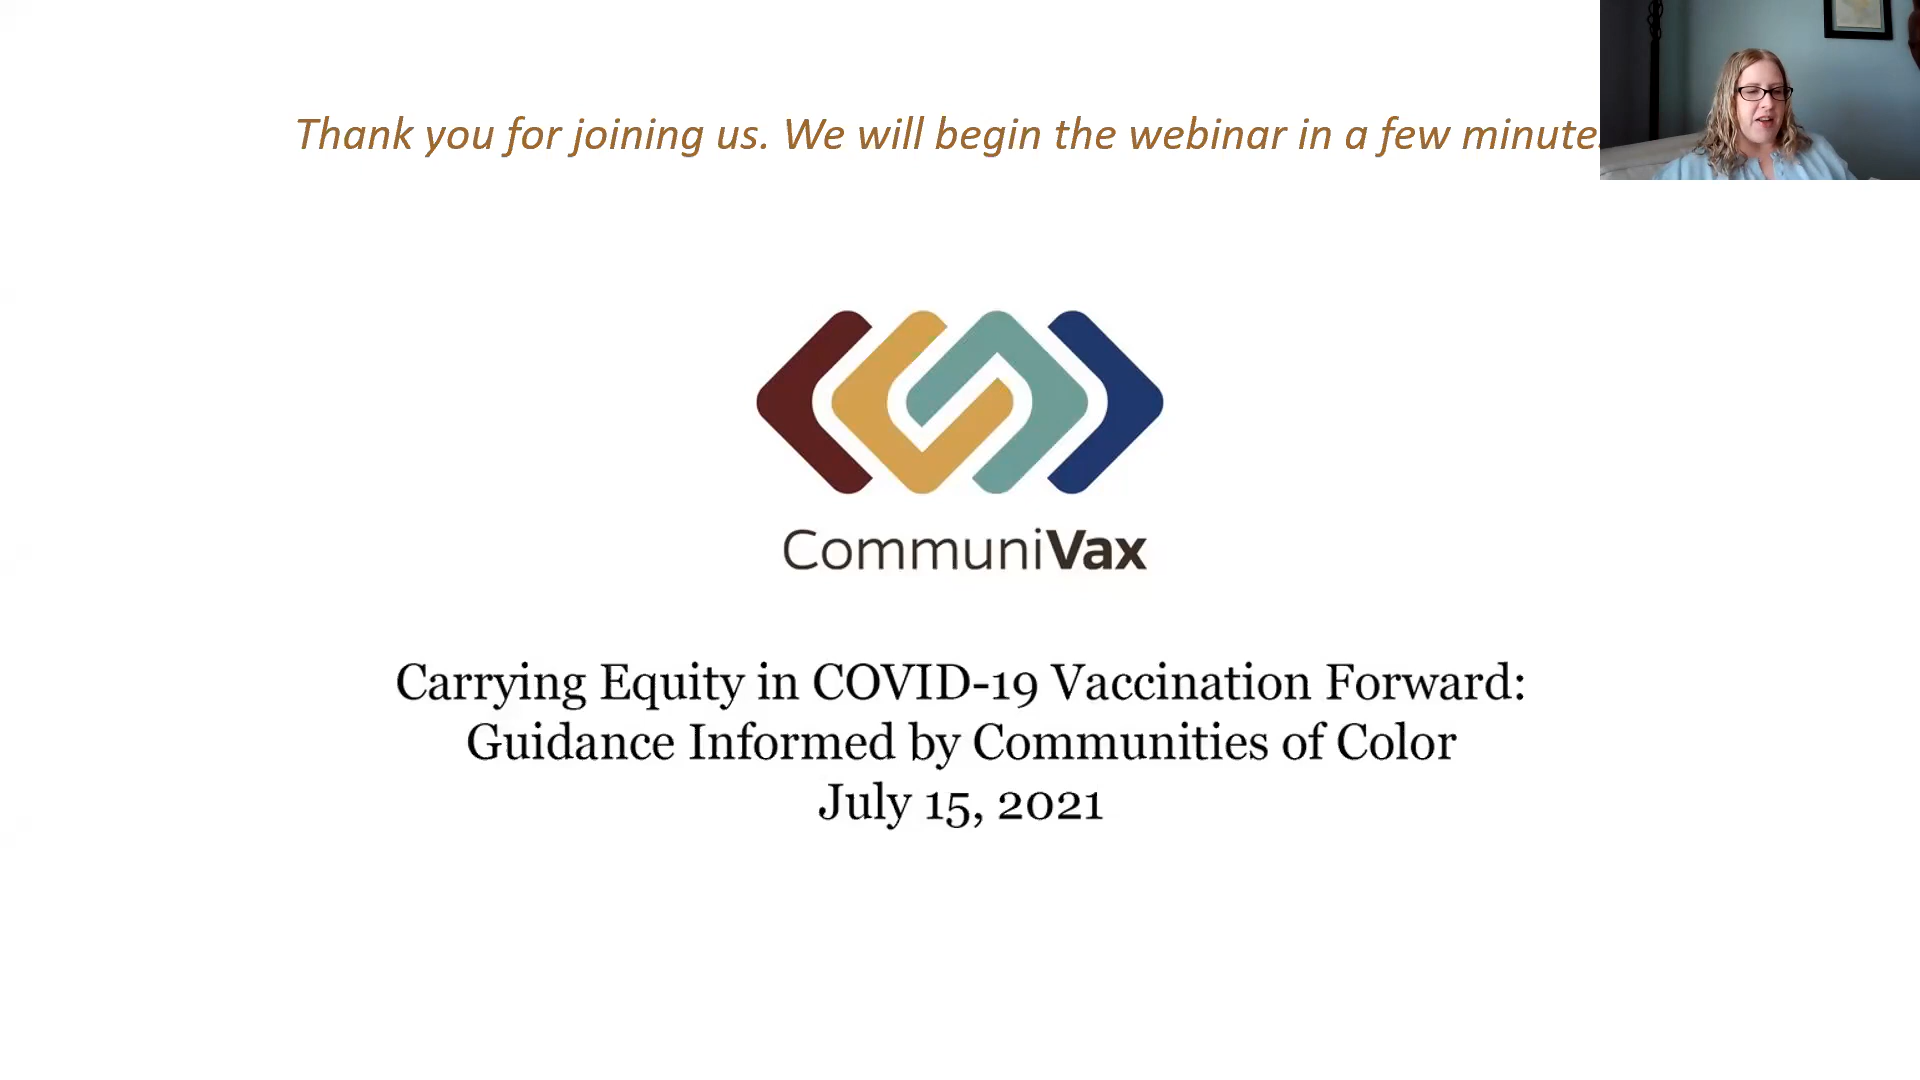 Thank you for joining us. We will begin the webinar in a few minute
CommuniVax
Carrying Equity in COVID-19 Vaccination Forward:
Guidance Informed by Communities of Color
July 15, 2021